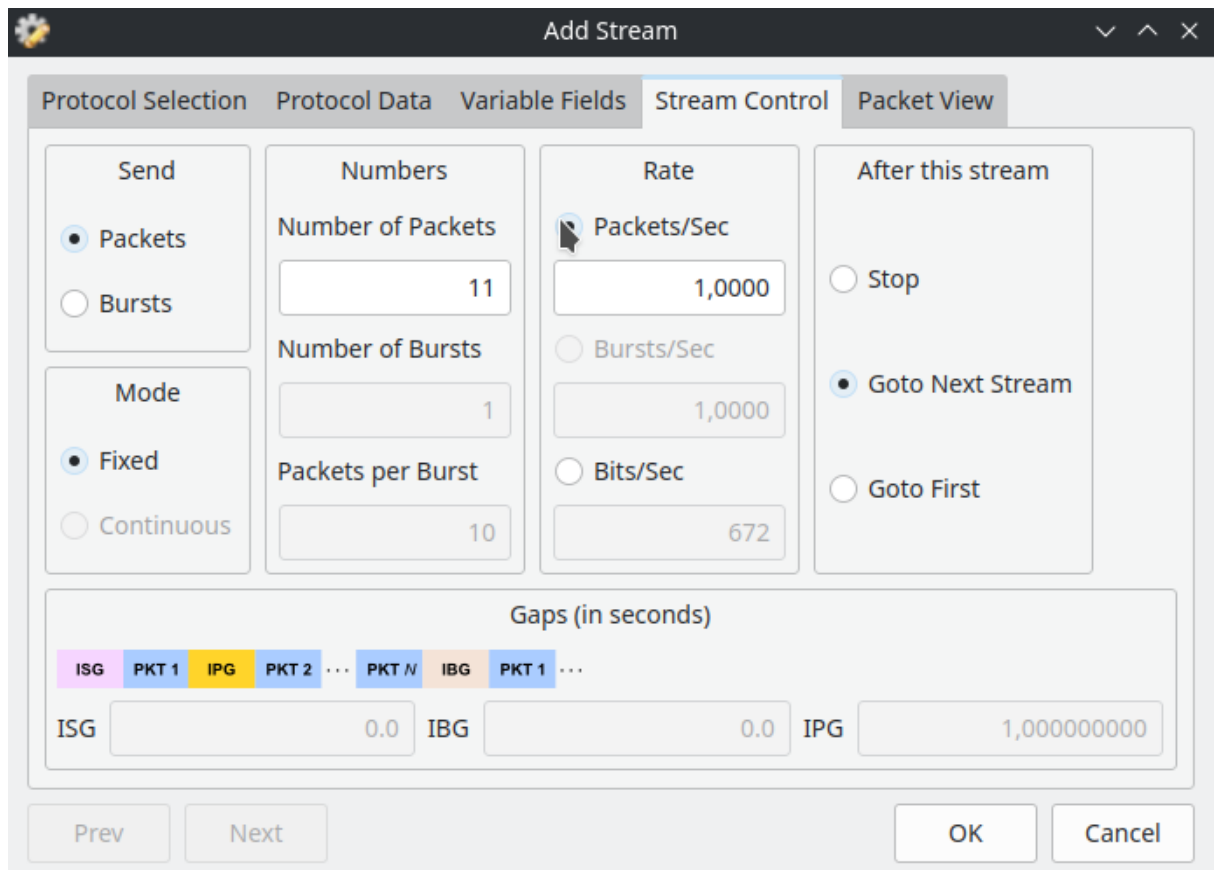 Add Stream
Protocol Selection Protocol Data Variable Fields Stream Control Packet View
Send
Packets
Bursts
Mode
Fixed
Continuous
Numbers
Number of Packets
11
Number of Bursts
1
Packets per Burst
10
Rate
Packets/Sec
1,0000
Bursts/Sec
1,0000
Bits/Sec
672
After this stream
Stop
Goto Next Stream
Goto First
Gaps (in seconds)
ISG PKT 1 IPG PKT 2 ··· PKT N IBG PKT 1 ···
ISG 0.0 IBG 0.0 IPG 1,000000000
Prev Next OK Cancel